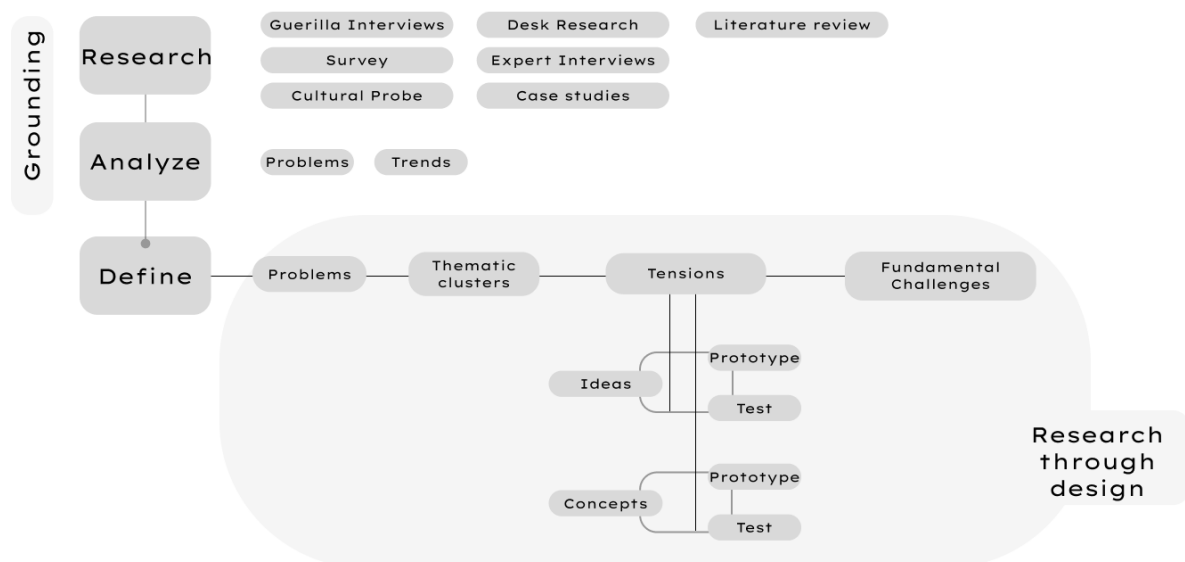 Grounding
Research
Guerilla Interviews
Desk Research
Literature review
Survey
Expert Interviews
Cultural Probe
Case studies
Analyze
Problems
Trends
Define
Problems
Thematic
clusters
Tensions
Fundamental
Challenges
Ideas
Prototype
Test
Concepts
Prototype
Test
Research
through
design